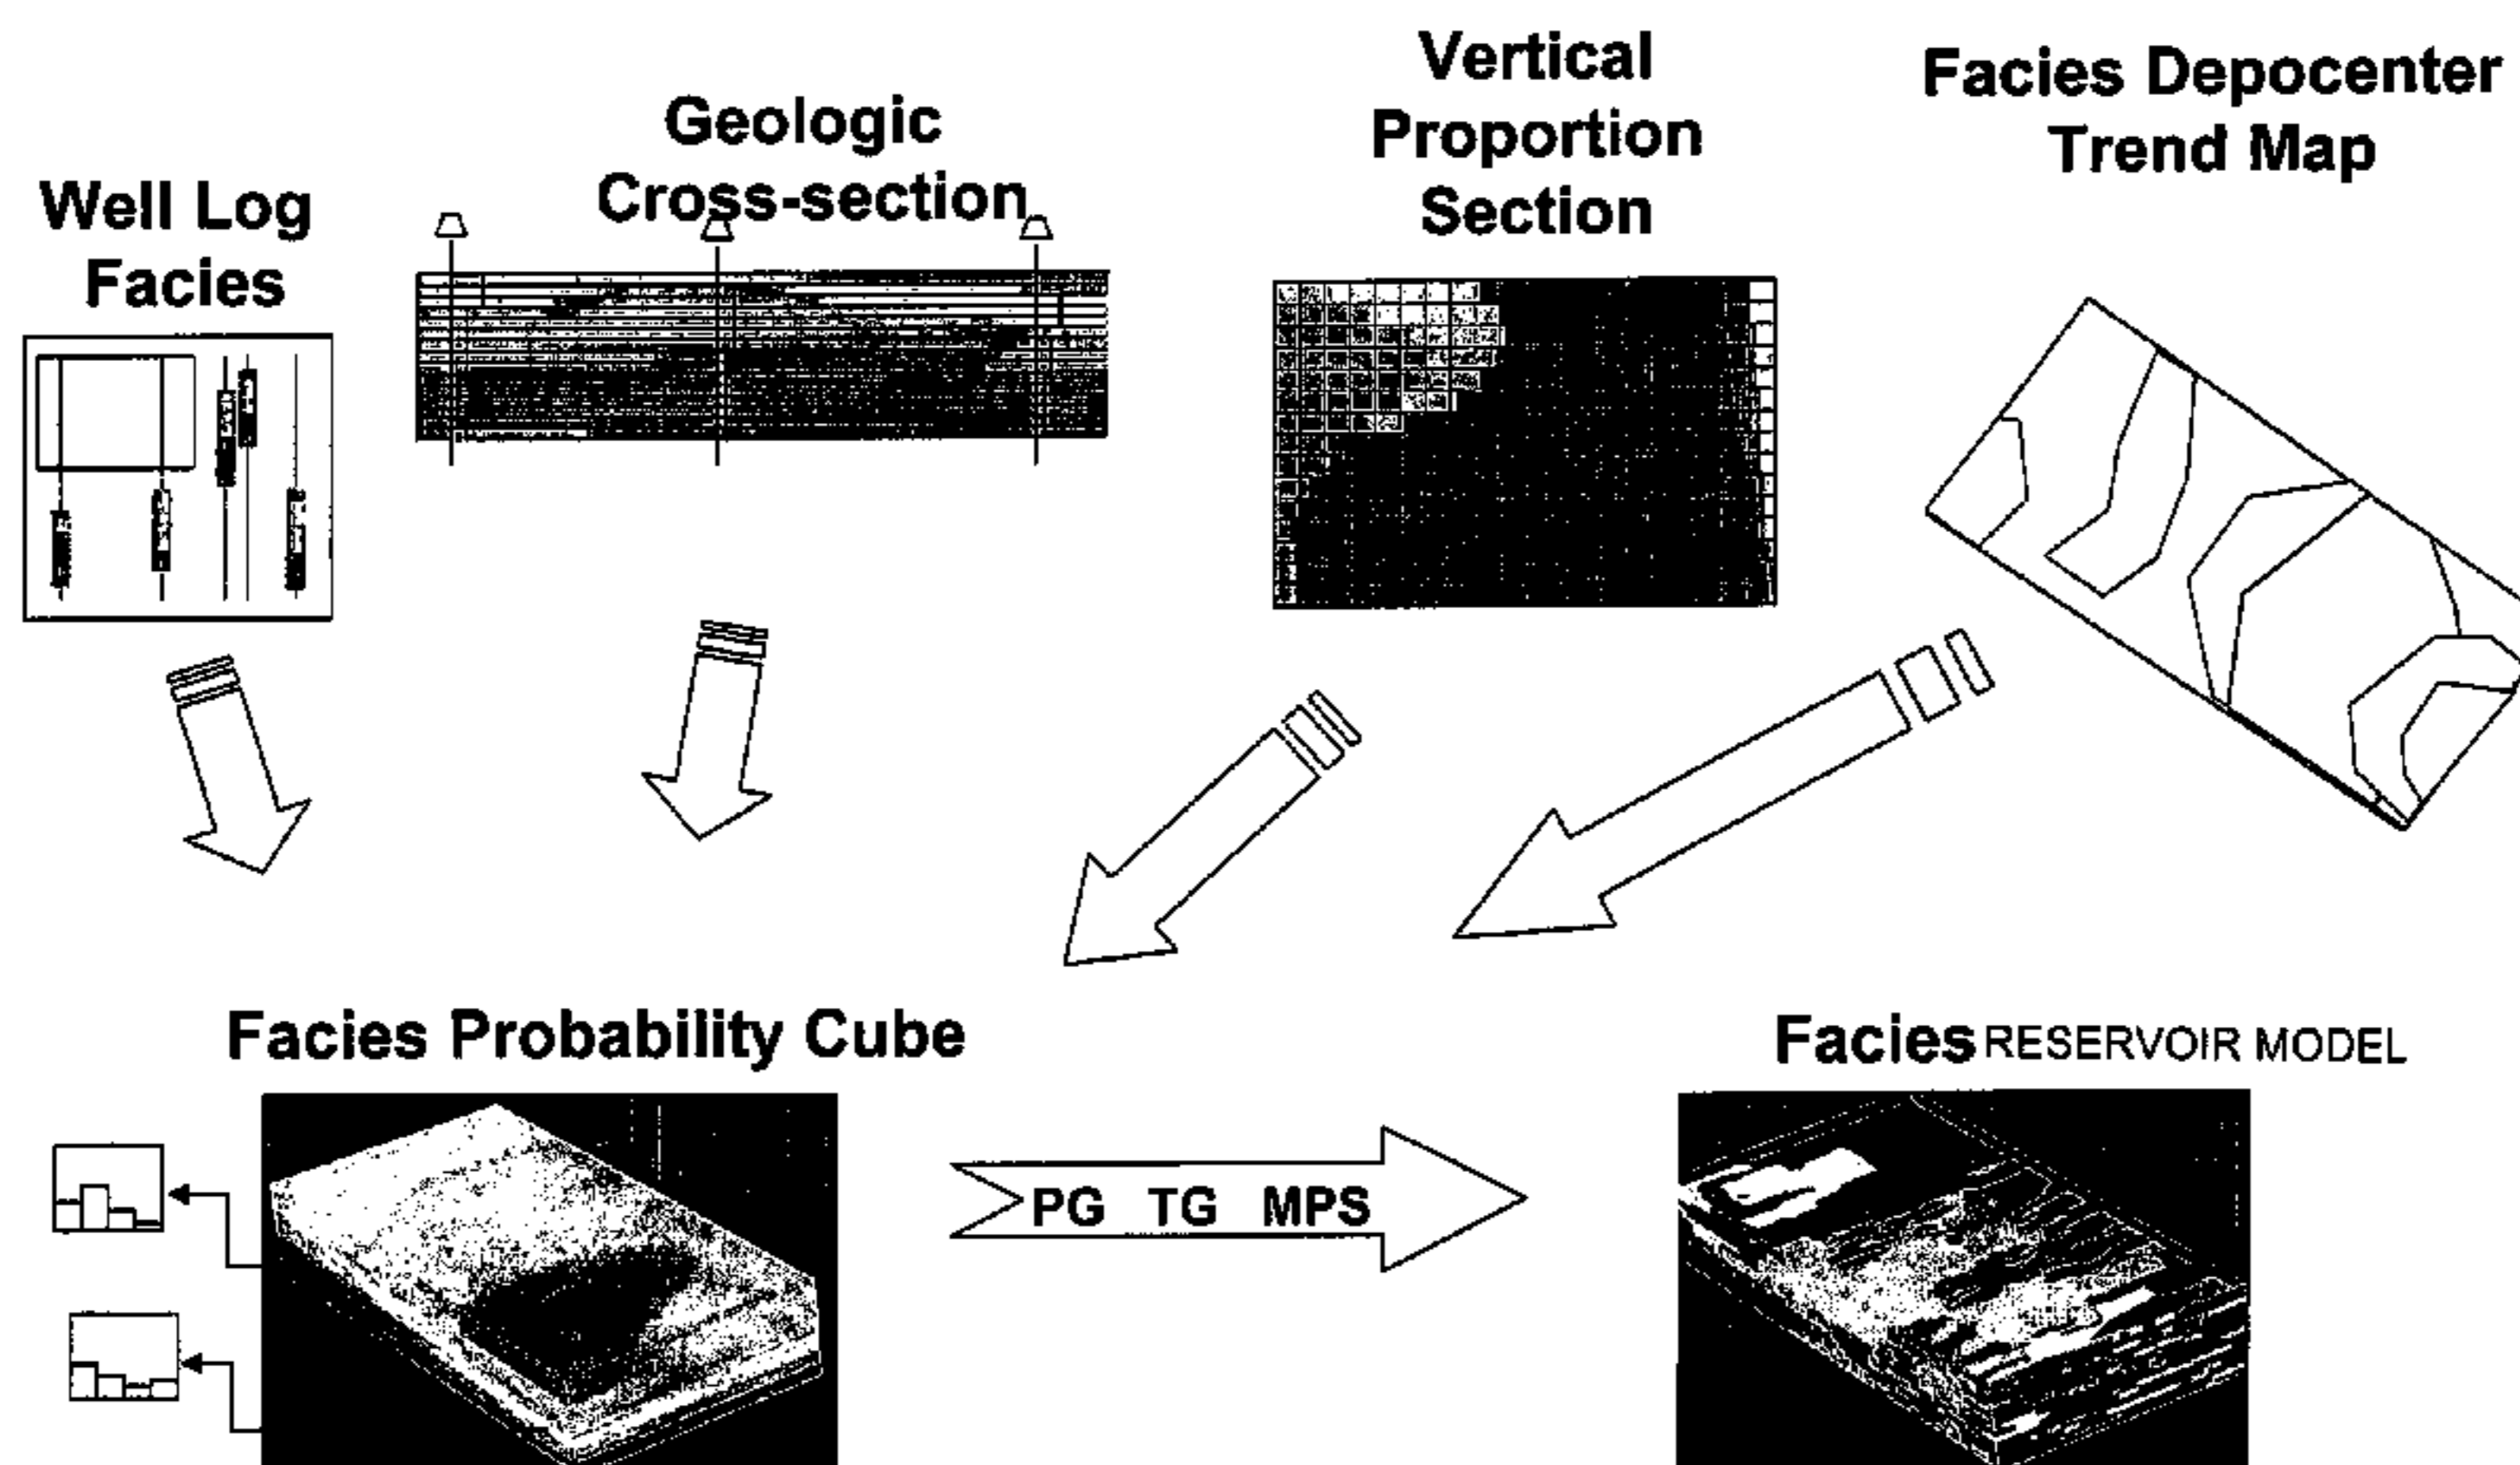 Well Log
Facies
Geologic
Cross-section
Vertical
Proportion
Section
Facies Depocenter
Trend Map
Facies Probability Cube
PG TG MPS
Facies RESERVOIR MODEL